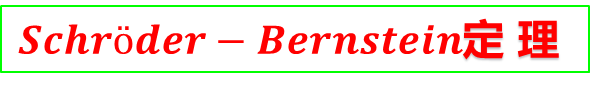 Schröder − Bernstein定 理